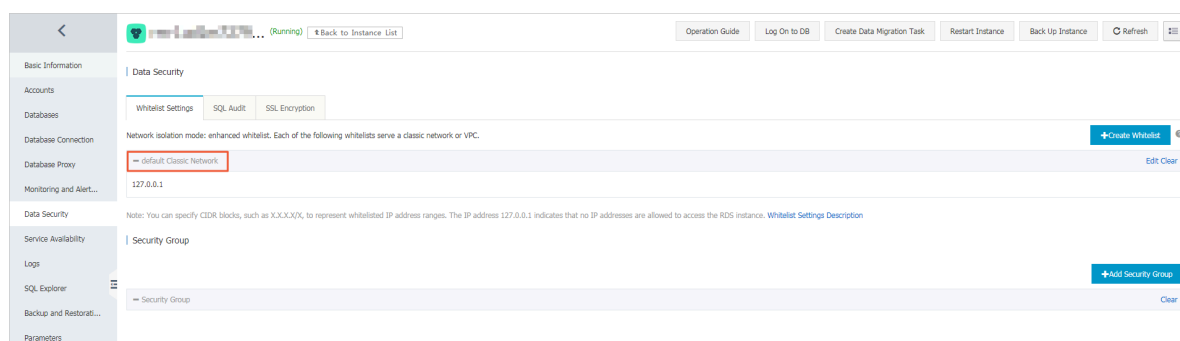 ... (Running) Back to Instance List Operation Guide Log On to DB Create Data Migration Task Restart Instance Back Up Instance Refresh
Basic Information
Accounts
Databases
Database Connection
Database Proxy
Monitoring and Alert...
Data Security
Service Availability
Logs
SQL Explorer
Backup and Restorati...
Parameters
Data Security
Whitelist Settings SQL Audit SSL Encryption
Network isolation mode: enhanced whitelist. Each of the following whitelists serve a classic network or VPC.
+Create Whitelist
default Classic Network Edit Clear
127.0.0.1
Note: You can specify CIDR blocks, such as X.X.X.X/X, to represent whitelisted IP address ranges. The IP address 127.0.0.1 indicates that no IP addresses are allowed to access the RDS instance. Whitelist Settings Description
Security Group
+Add Security Group
Security Group Clear